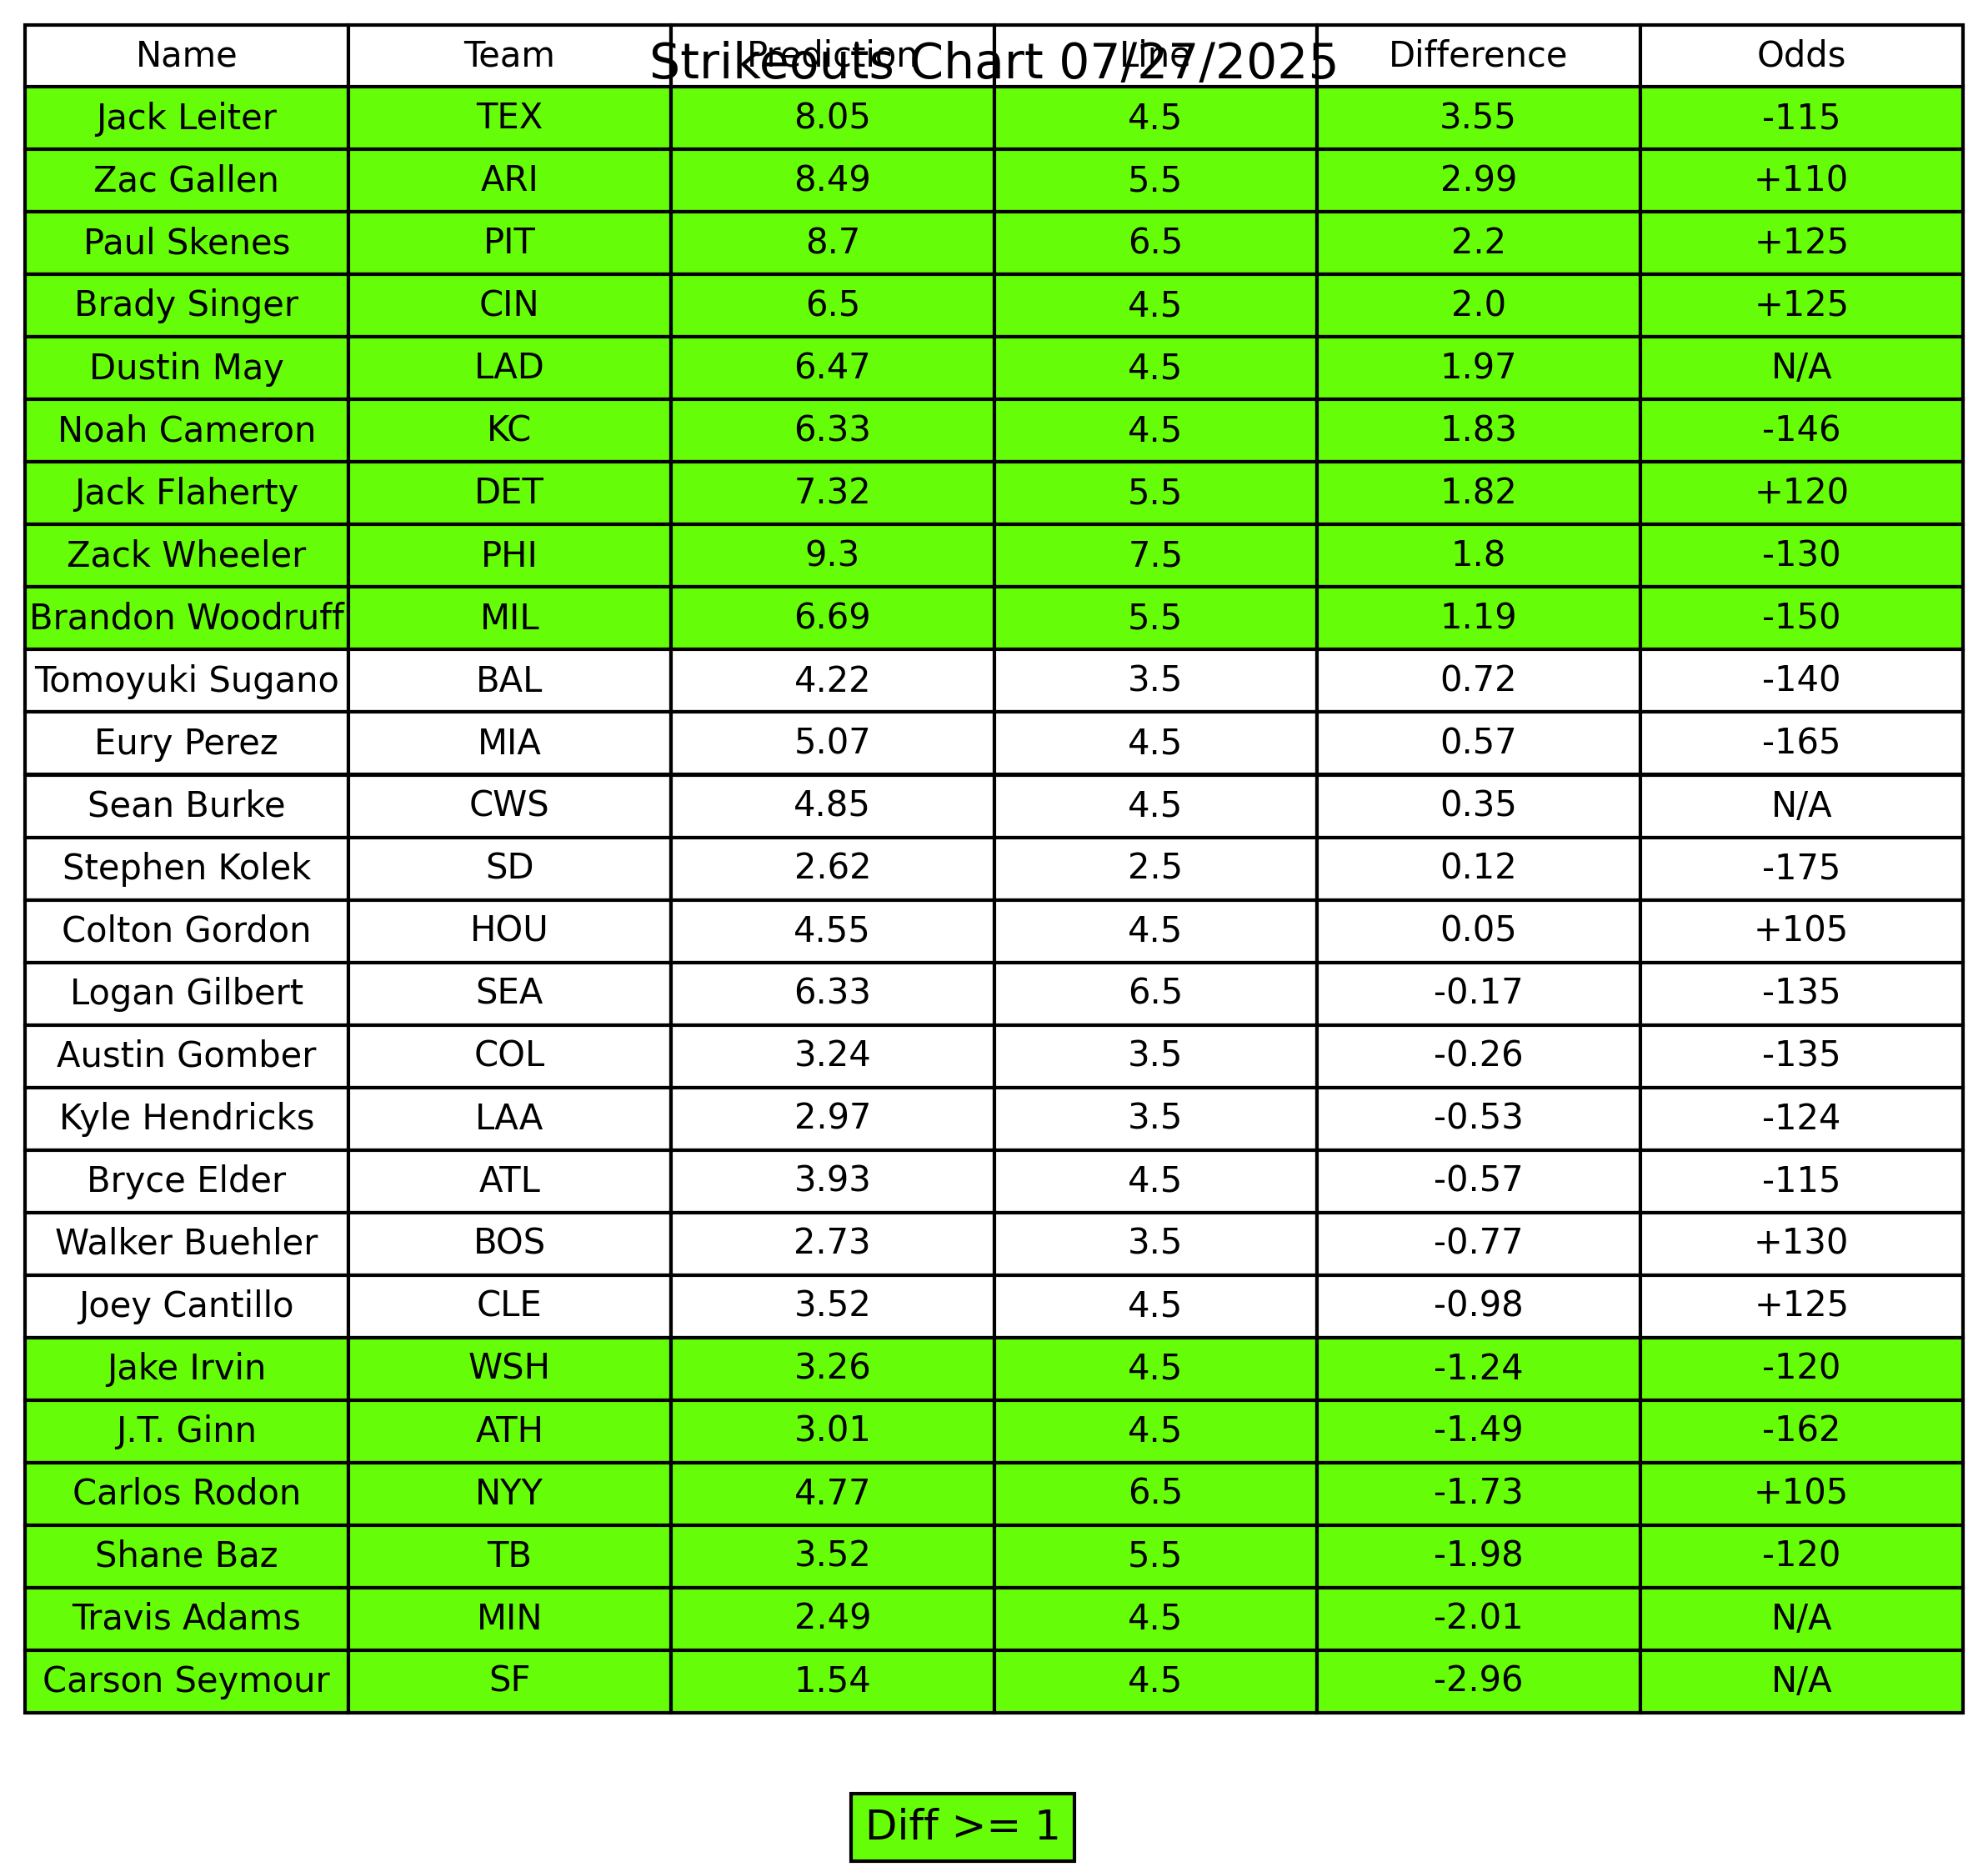 Strikeouts Chart 07/27/2025
Name Team Prediction Line Difference Odds
Jack Leiter TEX 8.05 4.5 3.55 -115
Zac Gallen ARI 8.49 5.5 2.99 +110
Paul Skenes PIT 8.7 6.5 2.2 +125
Brady Singer CIN 6.5 4.5 2.0 +125
Dustin May LAD 6.47 4.5 1.97 N/A
Noah Cameron KC 6.33 4.5 1.83 -146
Jack Flaherty DET 7.32 5.5 1.82 +120
Zack Wheeler PHI 9.3 7.5 1.8 -130
Brandon Woodruff MIL 6.69 5.5 1.19 -150
Tomoyuki Sugano BAL 4.22 3.5 0.72 -140
Eury Perez MIA 5.07 4.5 0.57 -165
Sean Burke CWS 4.85 4.5 0.35 N/A
Stephen Kolek SD 2.62 2.5 0.12 -175
Colton Gordon HOU 4.55 4.5 0.05 +105
Logan Gilbert SEA 6.33 6.5 -0.17 -135
Austin Gomber COL 3.24 3.5 -0.26 -135
Kyle Hendricks LAA 2.97 3.5 -0.53 -124
Bryce Elder ATL 3.93 4.5 -0.57 -115
Walker Buehler BOS 2.73 3.5 -0.77 +130
Joey Cantillo CLE 3.52 4.5 -0.98 +125
Jake Irvin WSH 3.26 4.5 -1.24 -120
J.T. Ginn ATH 3.01 4.5 -1.49 -162
Carlos Rodon NYY 4.77 6.5 -1.73 +105
Shane Baz TB 3.52 5.5 -1.98 -120
Travis Adams MIN 2.49 4.5 -2.01 N/A
Carson Seymour SF 1.54 4.5 -2.96 N/A
Diff >= 1